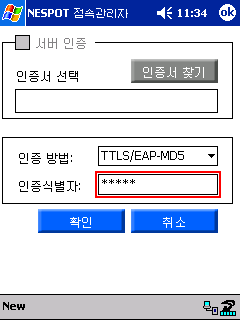 NESPOT 접속관리자 11:34 ok
서버 인증
인증서 선택 인증서 찾기
인증 방법: TTLS/EAP-MD5
인증식별자: *****
확인 취소
New